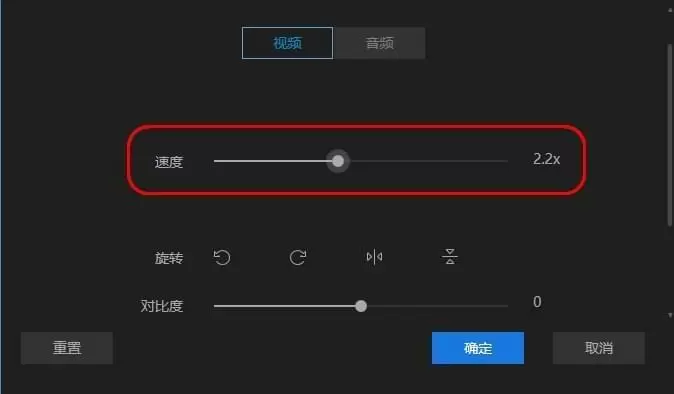 视频 音频
速度 2.2x
旋转
对比度 0
重置 确定 取消